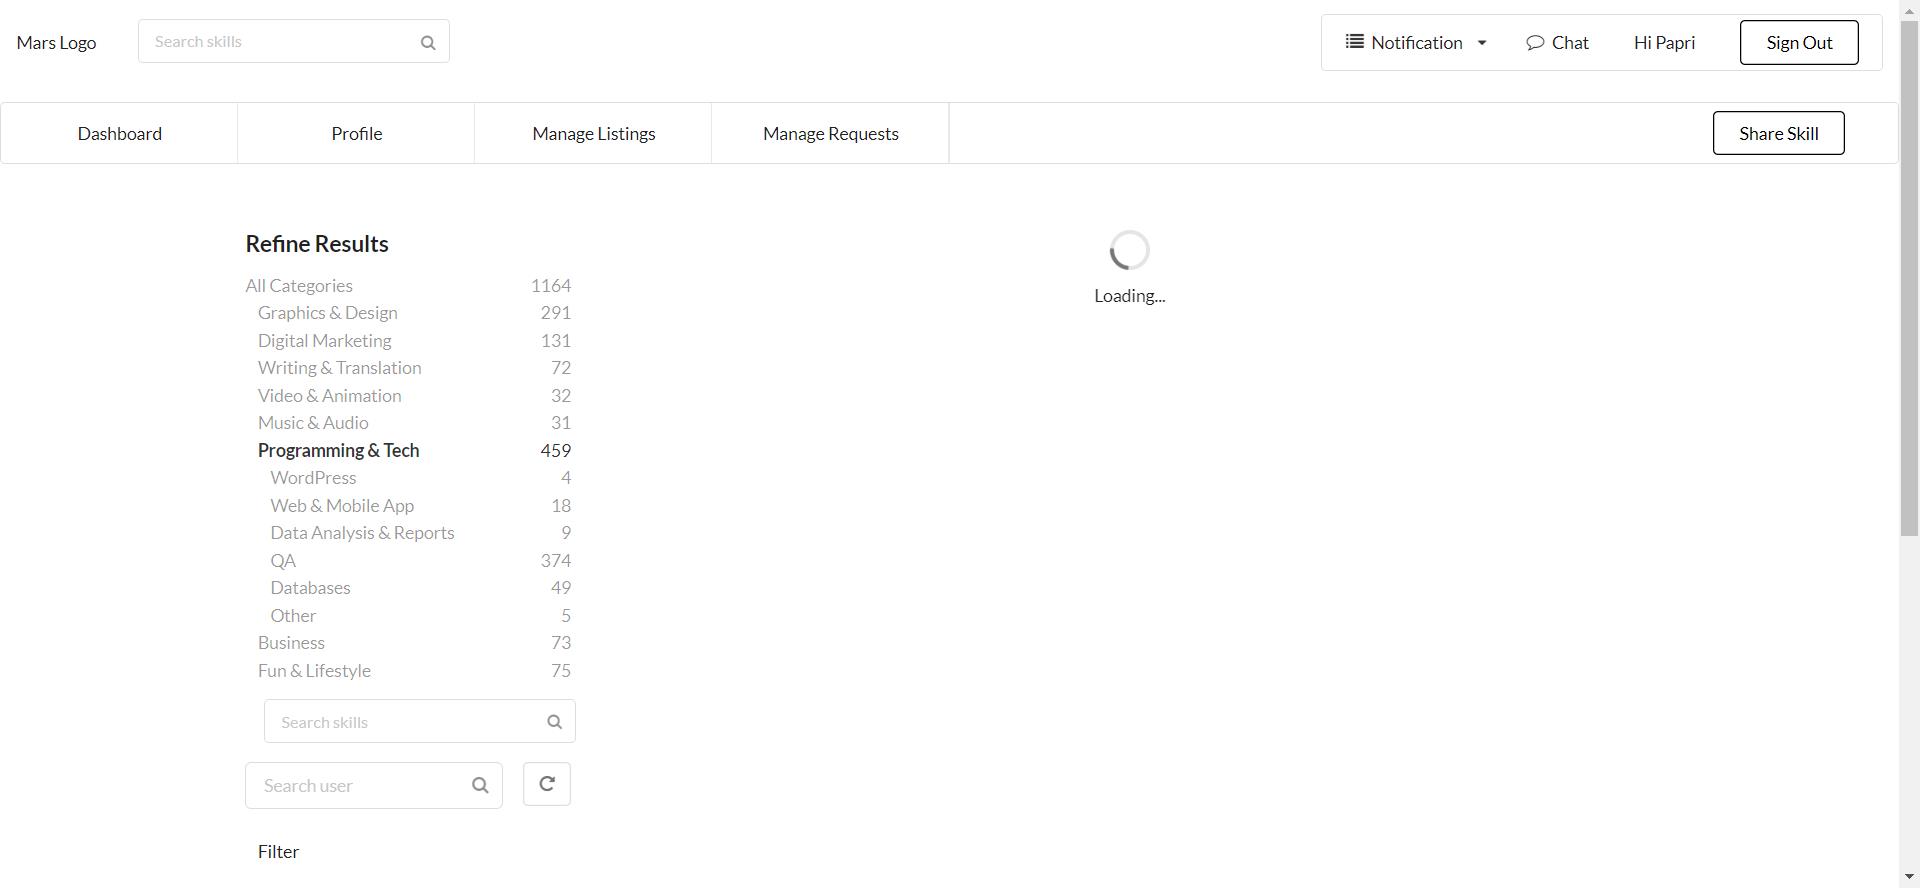 Mars Logo
Search skills
Notification
Chat
Hi Papri
Sign Out
Dashboard
Profile
Manage Listings
Manage Requests
Share Skill
Refine Results
All Categories 1164
Graphics & Design 291
Digital Marketing 131
Writing & Translation 72
Video & Animation 32
Music & Audio 31
Programming & Tech 459
WordPress 4
Web & Mobile App 18
Data Analysis & Reports 9
QA 374
Databases 49
Other 5
Business 73
Fun & Lifestyle 75
Search skills
Search user
Filter
Loading...